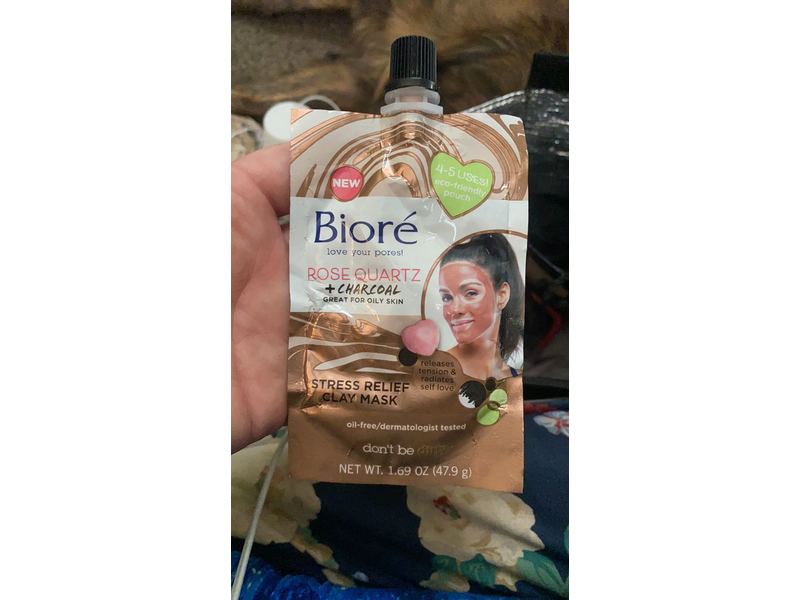 NEW
4-5 USES!
eco-friendly
pouch
Bioré
love your pores!
ROSE QUARTZ
+ CHARCOAL
GREAT FOR OILY SKIN
releases
tension &
radiates
self love
STRESS RELIEF
CLAY MASK
oil-free/dermatologist tested
don't be dirty
NET WT. 1.69 OZ (47.9 g)